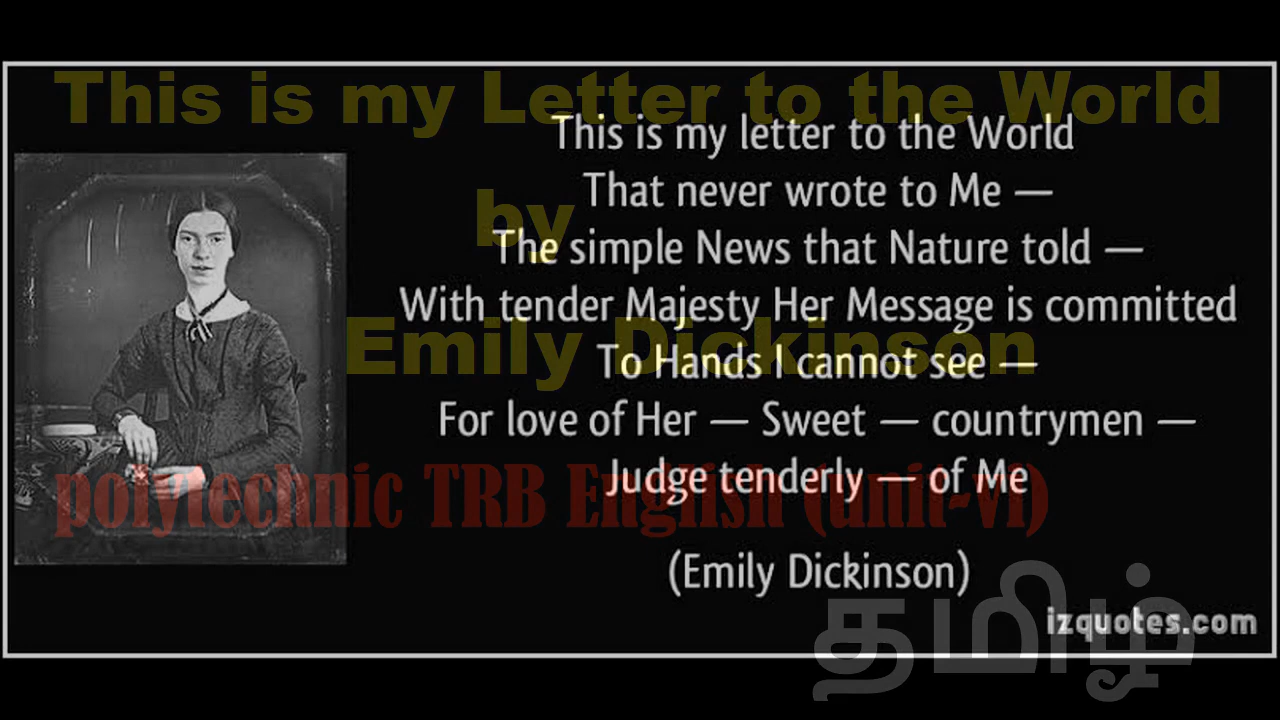 This is my Letter to the World
by
Emily Dickinson
polytechnic TRB English (unit-vi)
தமிழ்
This is my letter to the World
That never wrote to Me —
The simple News that Nature told —
With tender Majesty Her Message is committed
To Hands I cannot see —
For love of Her — Sweet — countrymen —
Judge tenderly — of Me
(Emily Dickinson)
izquotes.com